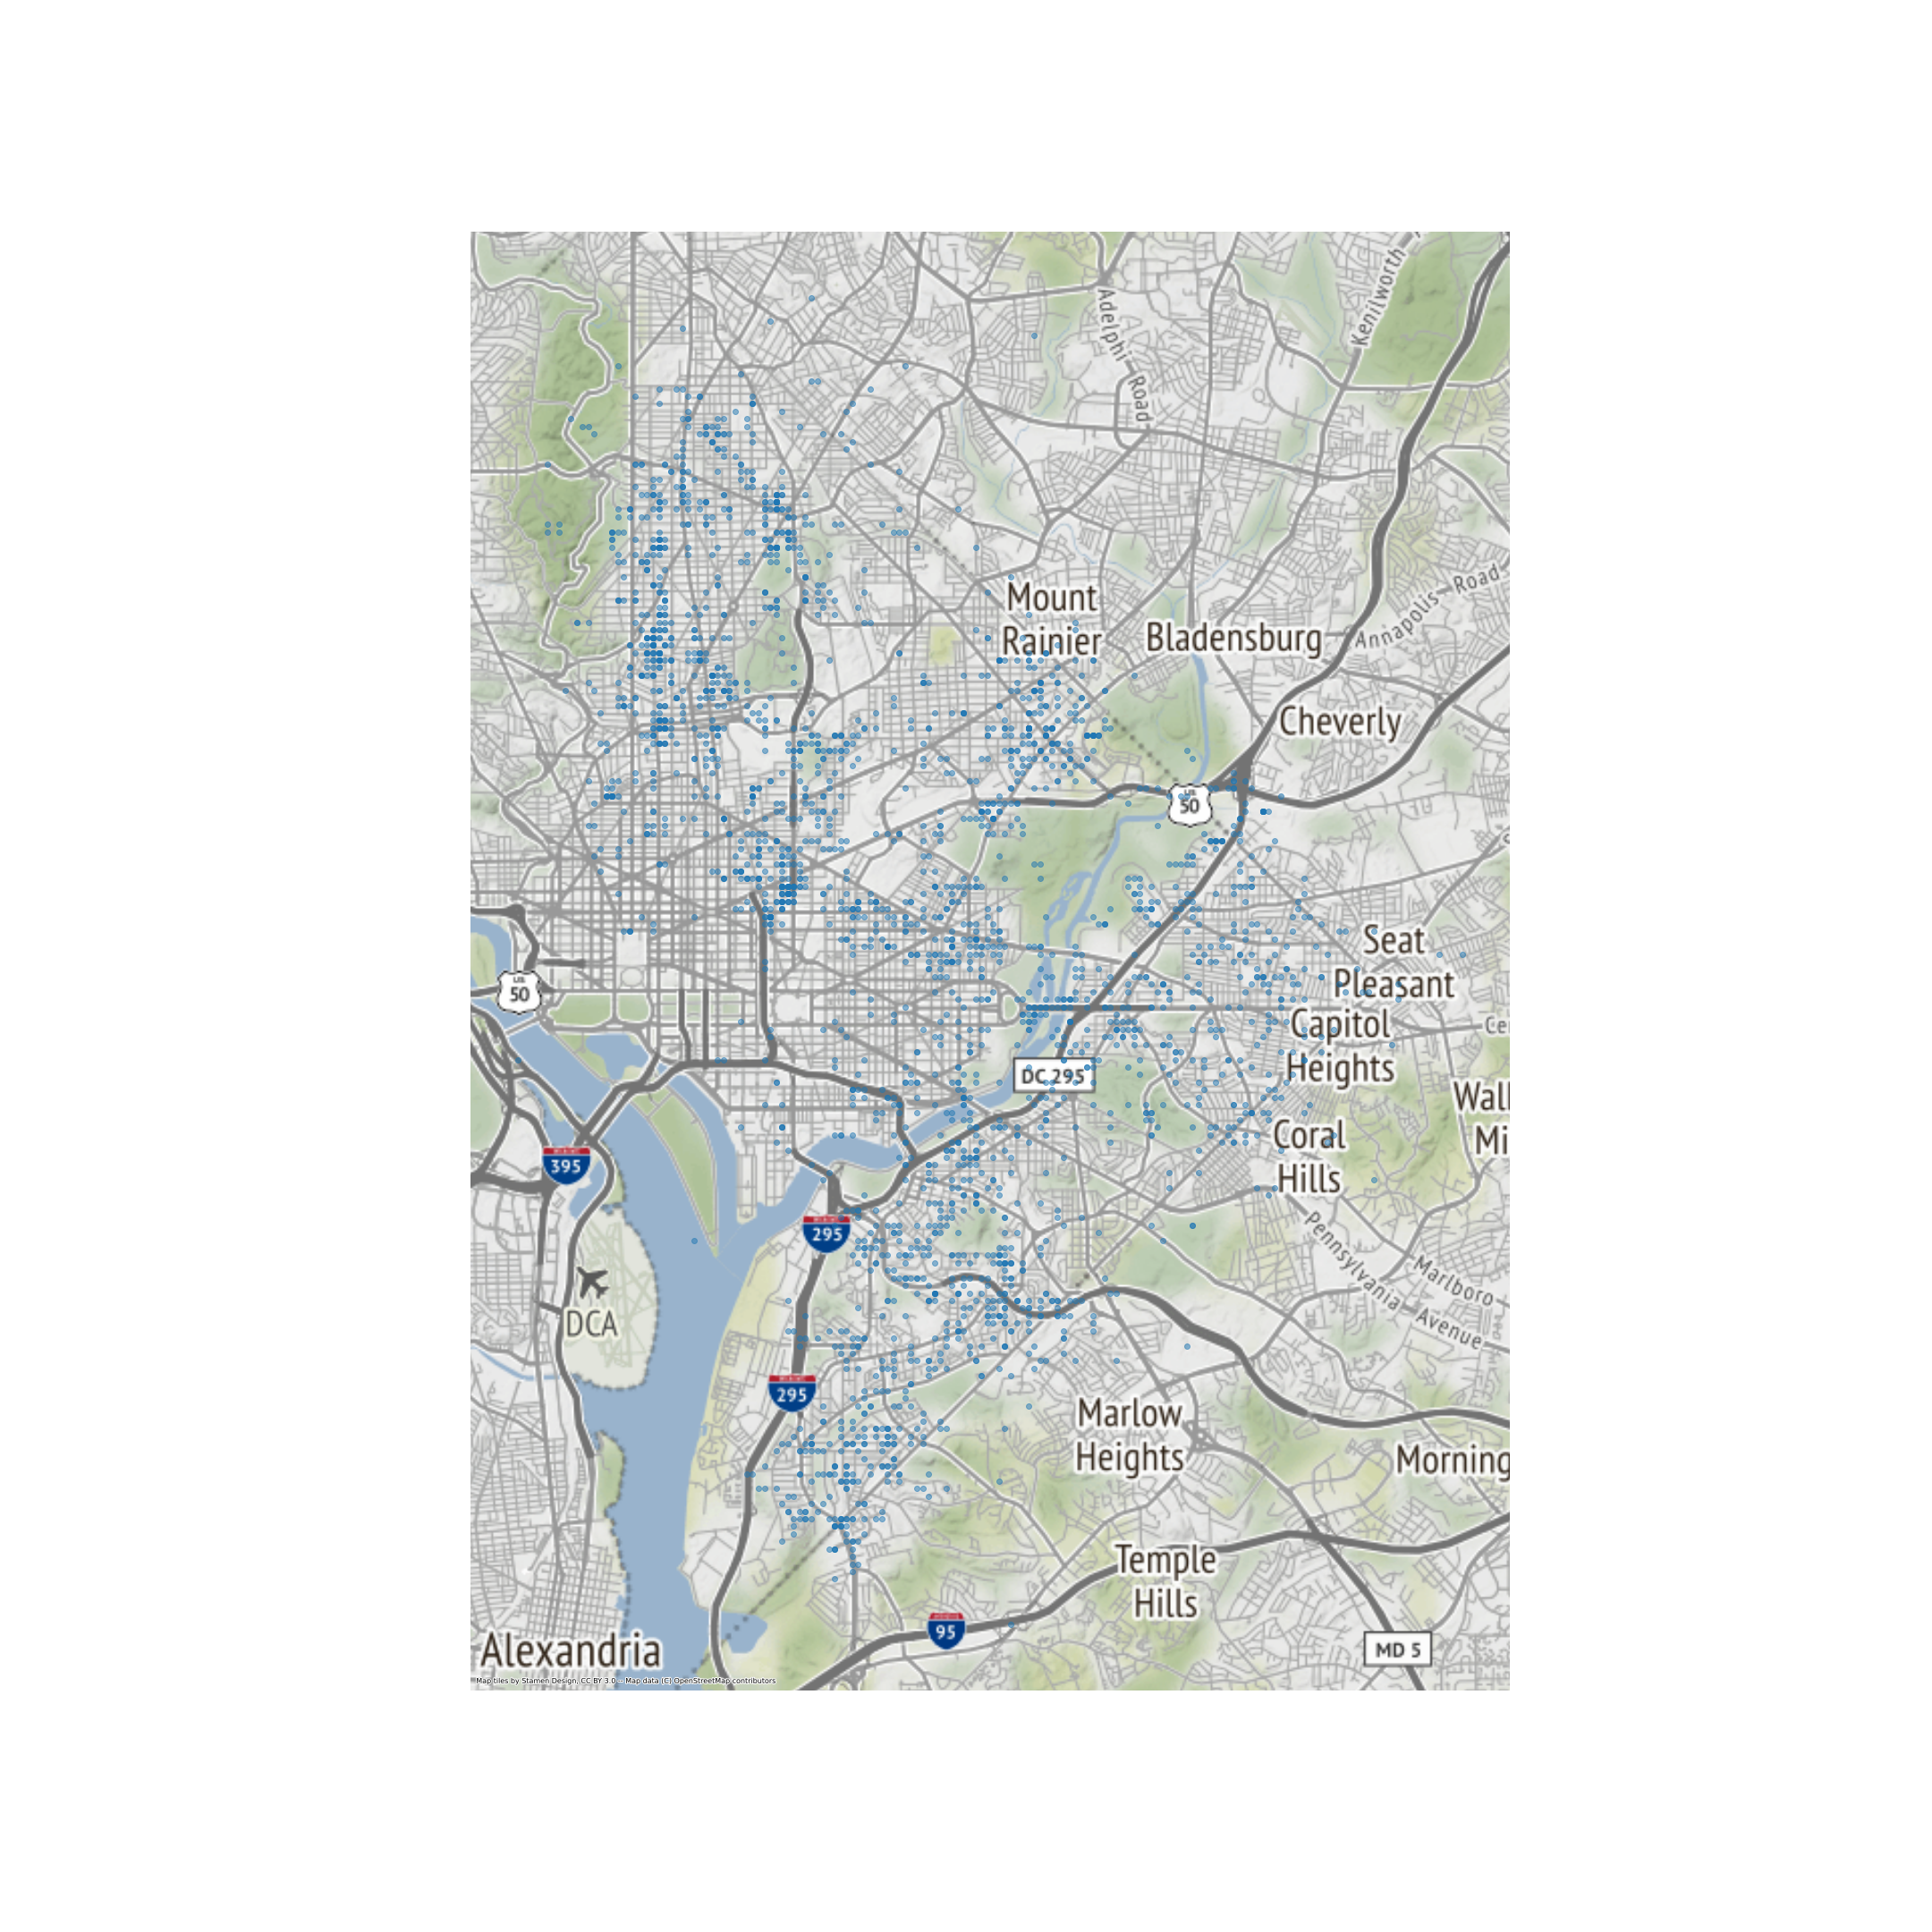 Kenilworth
Adelphi Road
Annapolis Road
Mount
Rainier
Bladensburg
Cheverly
US
50
Seat
Pleasant
US
50
Capitol
Heights
Ce
DC 295
Wall
Mi
Coral
Hills
395
295
Pennsylvania Avenue
Marlboro
DCA
295
Marlow
Heights
Morning
Temple
Hills
95
MD 5
Alexandria
Map tiles by Stamen Design, CC BY 3.0 -- Map data (C) OpenStreetMap contributors